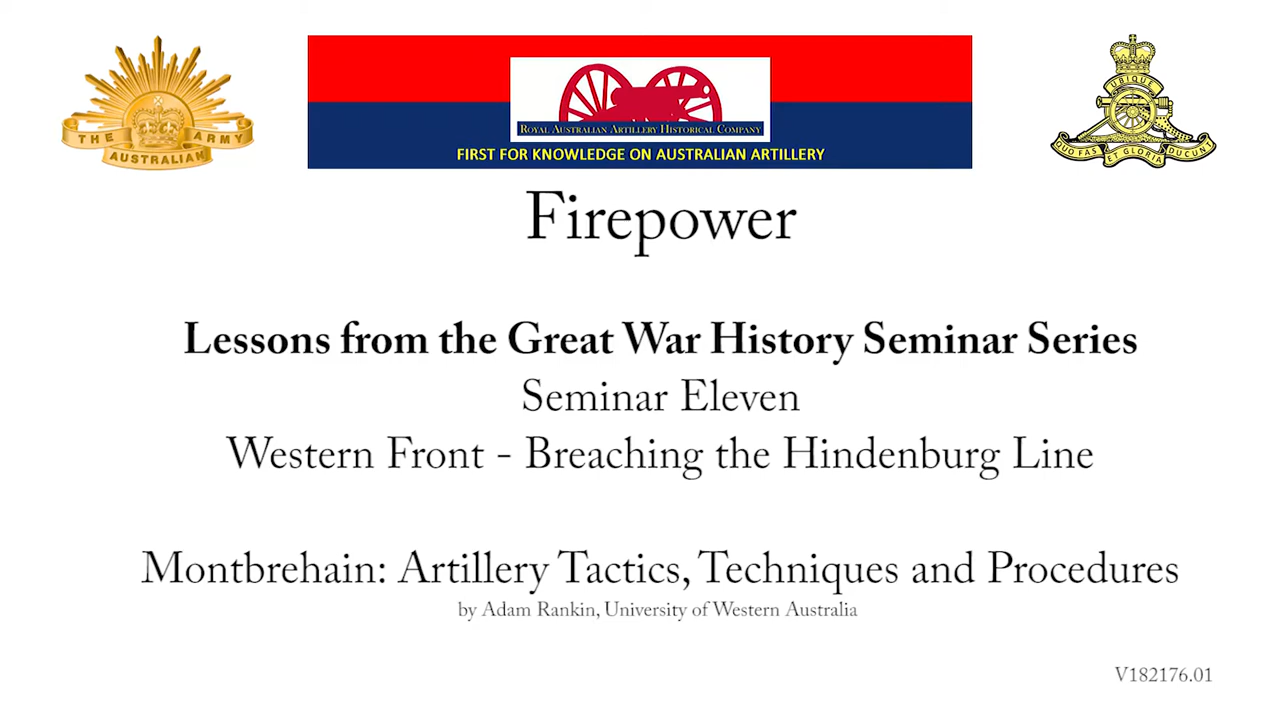 THE AUSTRALIAN ARMY
ROYAL AUSTRALIAN ARTILLERY HISTORICAL COMPANY
FIRST FOR KNOWLEDGE ON AUSTRALIAN ARTILLERY
UBIQUE
QUO FAS ET GLORIA DUCUNT
Firepower
Lessons from the Great War History Seminar Series
Seminar Eleven
Western Front - Breaching the Hindenburg Line
Montbrehain: Artillery Tactics, Techniques and Procedures
by Adam Rankin, University of Western Australia
V182176.01